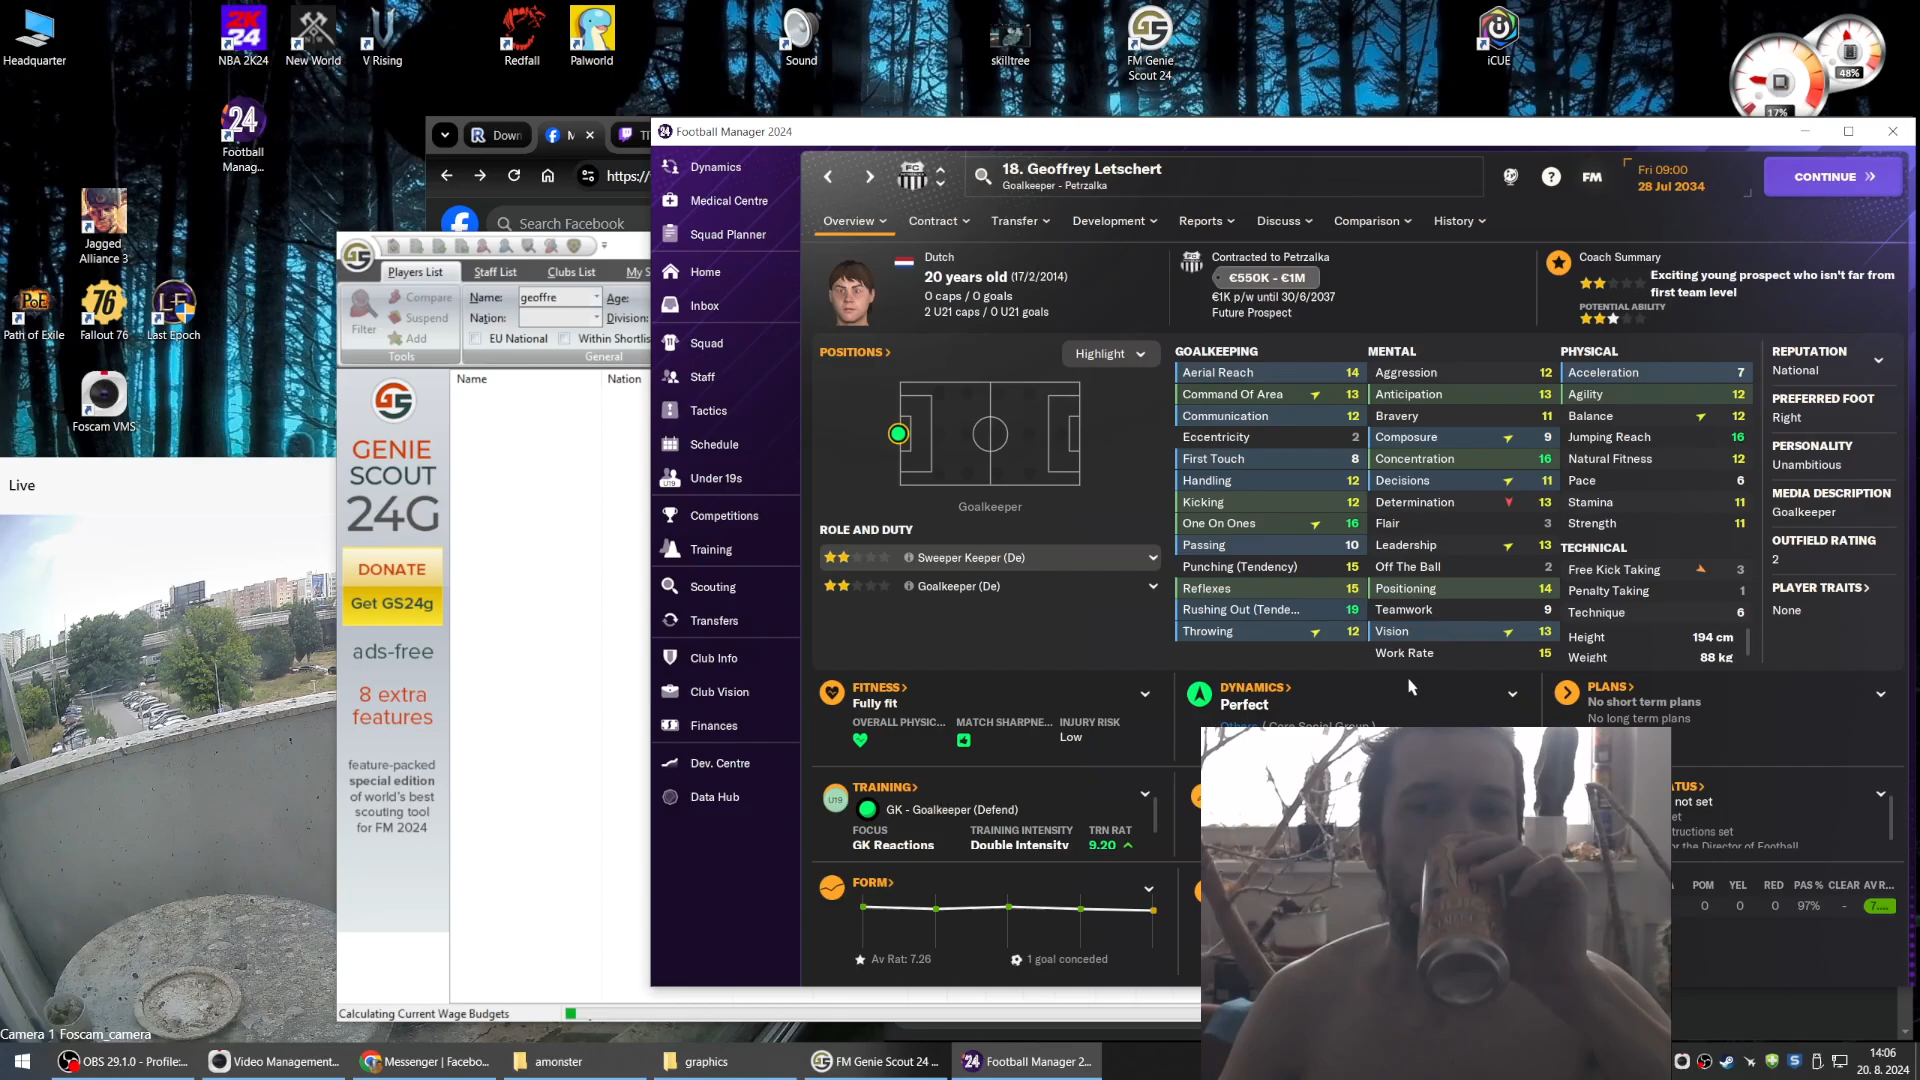 Headquarter
NBA 2K24
New World
V Rising
Redfall
Palworld
Sound
skilltree
FM Genie
Scout 24
iCUE
48%
17%
Football
Manag...
Jagged
Alliance 3
Path of Exile
Fallout 76
Last Epoch
Foscam VMS
Live
Camera 1 Foscam_camera
Down
https://
Search Facebook
Players List
Staff List
Clubs List
My S
Compare
Suspend
Add
Filter
Tools
Name:
geoffre
Age:
Nation:
Division:
EU National
Within Shortlis
General
Name
Nation
GENIE
SCOUT
24G
DONATE
Get GS24g
ads-free
8 extra
features
feature-packed
special edition
of world's best
scouting tool
for FM 2024
Calculating Current Wage Budgets
Football Manager 2024
Dynamics
Medical Centre
Squad Planner
Home
Inbox
Squad
Staff
Tactics
Schedule
Under 19s
Competitions
Training
Scouting
Transfers
Club Info
Club Vision
Finances
Dev. Centre
Data Hub
18. Geoffrey Letschert
Goalkeeper - Petrzalka
FM
Fri 09:00
28 Jul 2034
CONTINUE
Overview
Contract
Transfer
Development
Reports
Discuss
Comparison
History
Dutch
20 years old (17/2/2014)
0 caps / 0 goals
2 U21 caps / 0 U21 goals
Contracted to Petrzalka
€550K - €1M
€1K p/w until 30/6/2037
Future Prospect
Coach Summary
Exciting young prospect who isn't far from
first team level
POTENTIAL ABILITY
POSITIONS>
Highlight
Goalkeeper
ROLE AND DUTY
Sweeper Keeper (De)
Goalkeeper (De)
GOALKEEPING
Aerial Reach 14
Command Of Area 13
Communication 12
Eccentricity 2
First Touch 8
Handling 12
Kicking 12
One On Ones 16
Passing 10
Punching (Tendency) 15
Reflexes 15
Rushing Out (Tende... 19
Throwing 12
MENTAL
Aggression 12
Anticipation 13
Bravery 11
Composure 9
Concentration 16
Decisions 11
Determination 13
Flair 3
Leadership 13
Off The Ball 2
Positioning 14
Teamwork 9
Vision 13
Work Rate 15
PHYSICAL
Acceleration 7
Agility 12
Balance 12
Jumping Reach 16
Natural Fitness 12
Pace 6
Stamina 11
Strength 11
TECHNICAL
Free Kick Taking 3
Penalty Taking 1
Technique 6
Height 194 cm
Weight 88 kg
REPUTATION
National
PREFERRED FOOT
Right
PERSONALITY
Unambitious
MEDIA DESCRIPTION
Goalkeeper
OUTFIELD RATING
2
PLAYER TRAITS>
None
FITNESS>
Fully fit
OVERALL PHYSIC...
MATCH SHARPNE...
INJURY RISK
Low
DYNAMICS>
Perfect
Others ( Core Social Group )
PLANS>
No short term plans
No long term plans
TRAINING>
U19
GK - Goalkeeper (Defend)
FOCUS
GK Reactions
TRAINING INTENSITY
Double Intensity
TRN RAT
9.20
FORM>
Av Rat: 7.26
1 goal conceded
not set
POM YEL RED PAS % CLEAR AV R...
0 0 0 97% - 7....
OBS 29.1.0 - Profile:...
Video Management...
Messenger | Facebo...
amonster
graphics
FM Genie Scout 24 ...
Football Manager 2...
14:06
20. 8. 2024